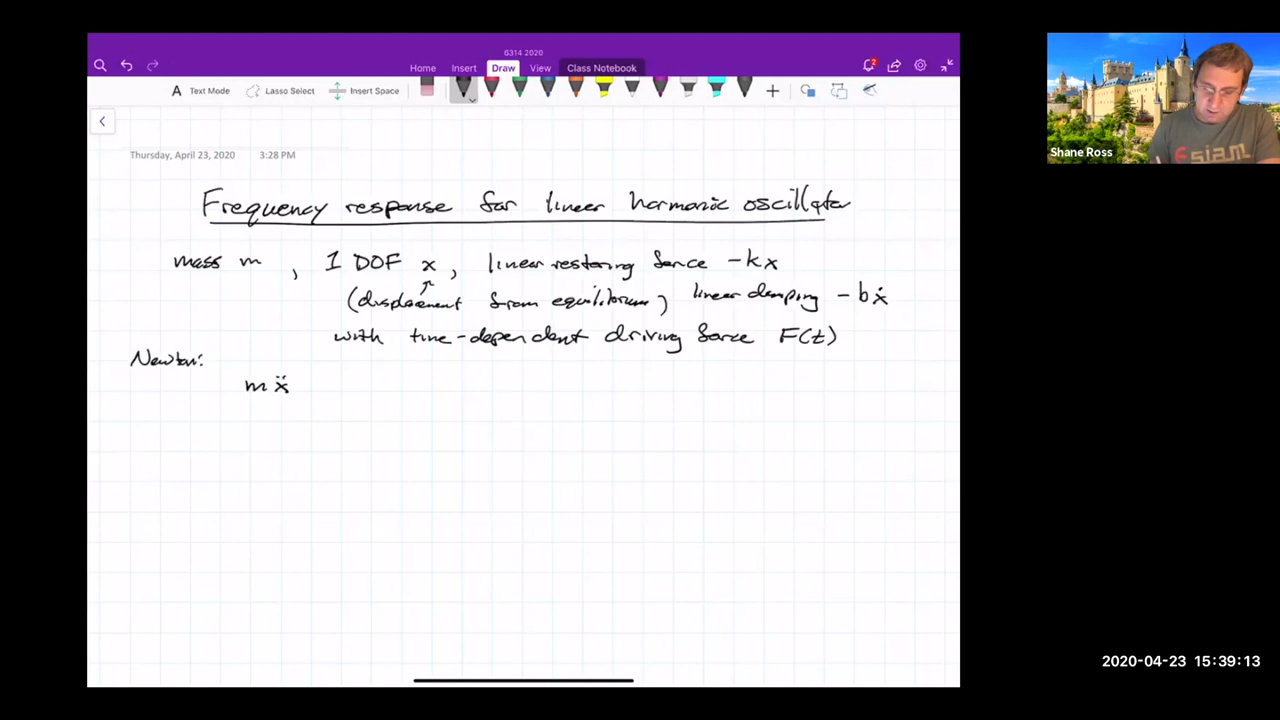 G314 2020
Home Insert Draw View Class Notebook
2
A Text Mode Lasso Select Insert Space
Thursday, April 23, 2020 3:28 PM
Frequency response for linear harmonic oscillator
mass m , 1 DOF x , linear restoring force -kx
(displacement from equilibrium) linear damping - bẋ
with time-dependent driving force F(t)
Newton:
m ẍ
siam
Shane Ross
2020-04-23 15:39:13